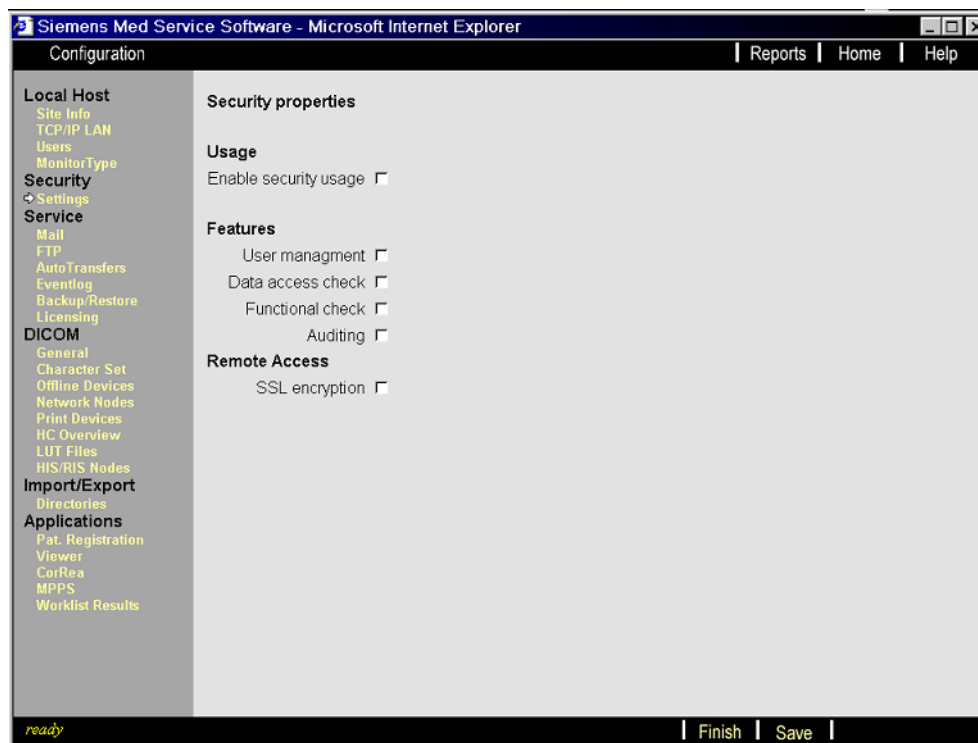 Siemens Med Service Software - Microsoft Internet Explorer
Configuration
Reports Home Help
Local Host
Site Info
TCP/IP LAN
Users
MonitorType
Security
Settings
Service
Mail
FTP
AutoTransfers
Eventlog
Backup/Restore
Licensing
DICOM
General
Character Set
Offline Devices
Network Nodes
Print Devices
HC Overview
LUT Files
HIS/RIS Nodes
Import/Export
Directories
Applications
Pat. Registration
Viewer
CorRea
MPPS
Worklist Results
Security properties
Usage
Enable security usage
Features
User managment
Data access check
Functional check
Auditing
Remote Access
SSL encryption
ready
Finish Save